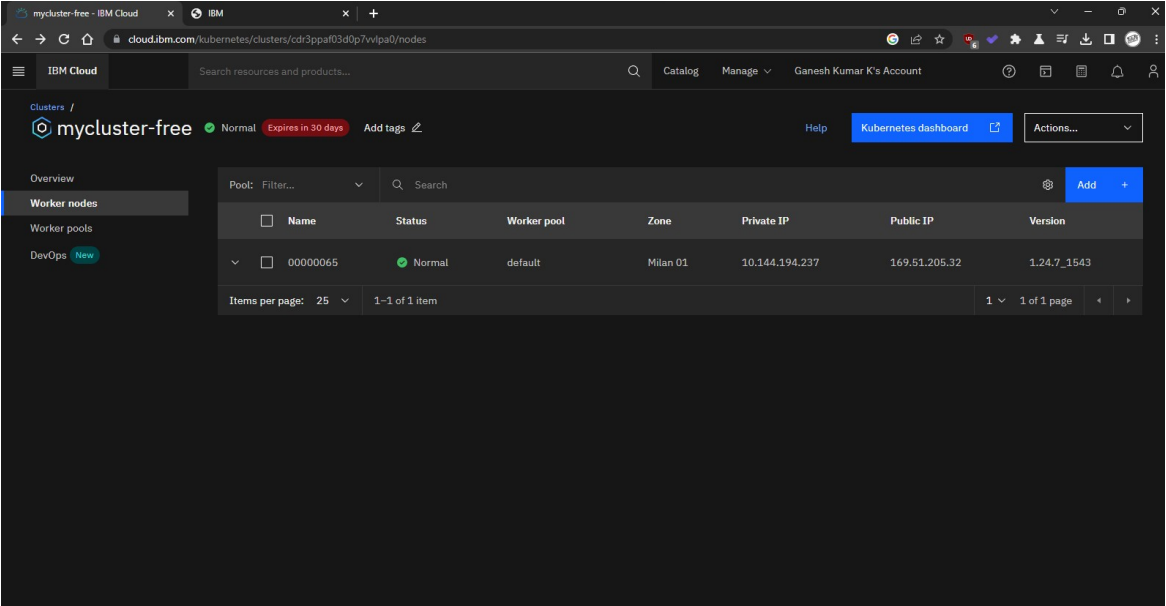 mycluster-free - IBM Cloud IBM
cloud.ibm.com/kubernetes/clusters/cdr3ppaf03d0p7vvlpa0/nodes
IBM Cloud Search resources and products... Catalog Manage Ganesh Kumar K's Account
Clusters /
mycluster-free Normal Expires in 30 days Add tags Help Kubernetes dashboard Actions...
Overview
Worker nodes
Worker pools
DevOps New
Pool: Filter... Search Add +
Name Status Worker pool Zone Private IP Public IP Version
00000065 Normal default Milan 01 10.144.194.237 169.51.205.32 1.24.7_1543
Items per page: 25 1–1 of 1 item 1 1 of 1 page